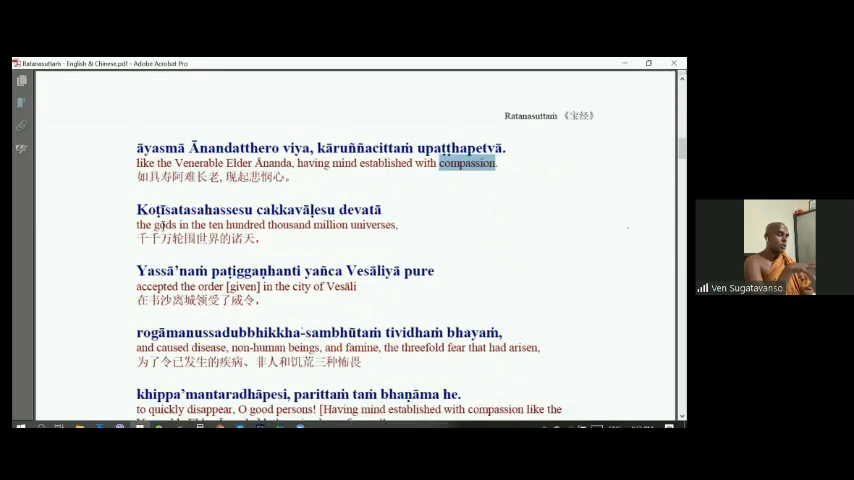 Ratanasuttaṁ - English & Chinese.pdf - Adobe Acrobat Pro
Ratanasuttaṁ 《宝经》
āyasmā Ānandatthero viya, kāruññacittaṁ upaṭṭhapetvā.
like the Venerable Elder Ānanda, having mind established with compassion.
如具寿阿难长老, 现起悲悯心。
Koṭīsatasahassesu cakkavāḷesu devatā
the gods in the ten hundred thousand million universes,
千千万轮围世界的诸天,
Yassā'naṁ paṭiggaṇhanti yañca Vesāliyā pure
accepted the order [given] in the city of Vesāli
在韦沙离城领受了威令,
rogāmanussadubbhikkha-sambhūtaṁ tividhaṁ bhayaṁ,
and caused disease, non-human beings, and famine, the threefold fear that had arisen,
为了令已发生的疾病、非人和饥荒三种怖畏
khippa'mantaradhāpesi, parittaṁ taṁ bhaṇāma he.
to quickly disappear, O good persons! [Having mind established with compassion like the
Ven Sugatavanso